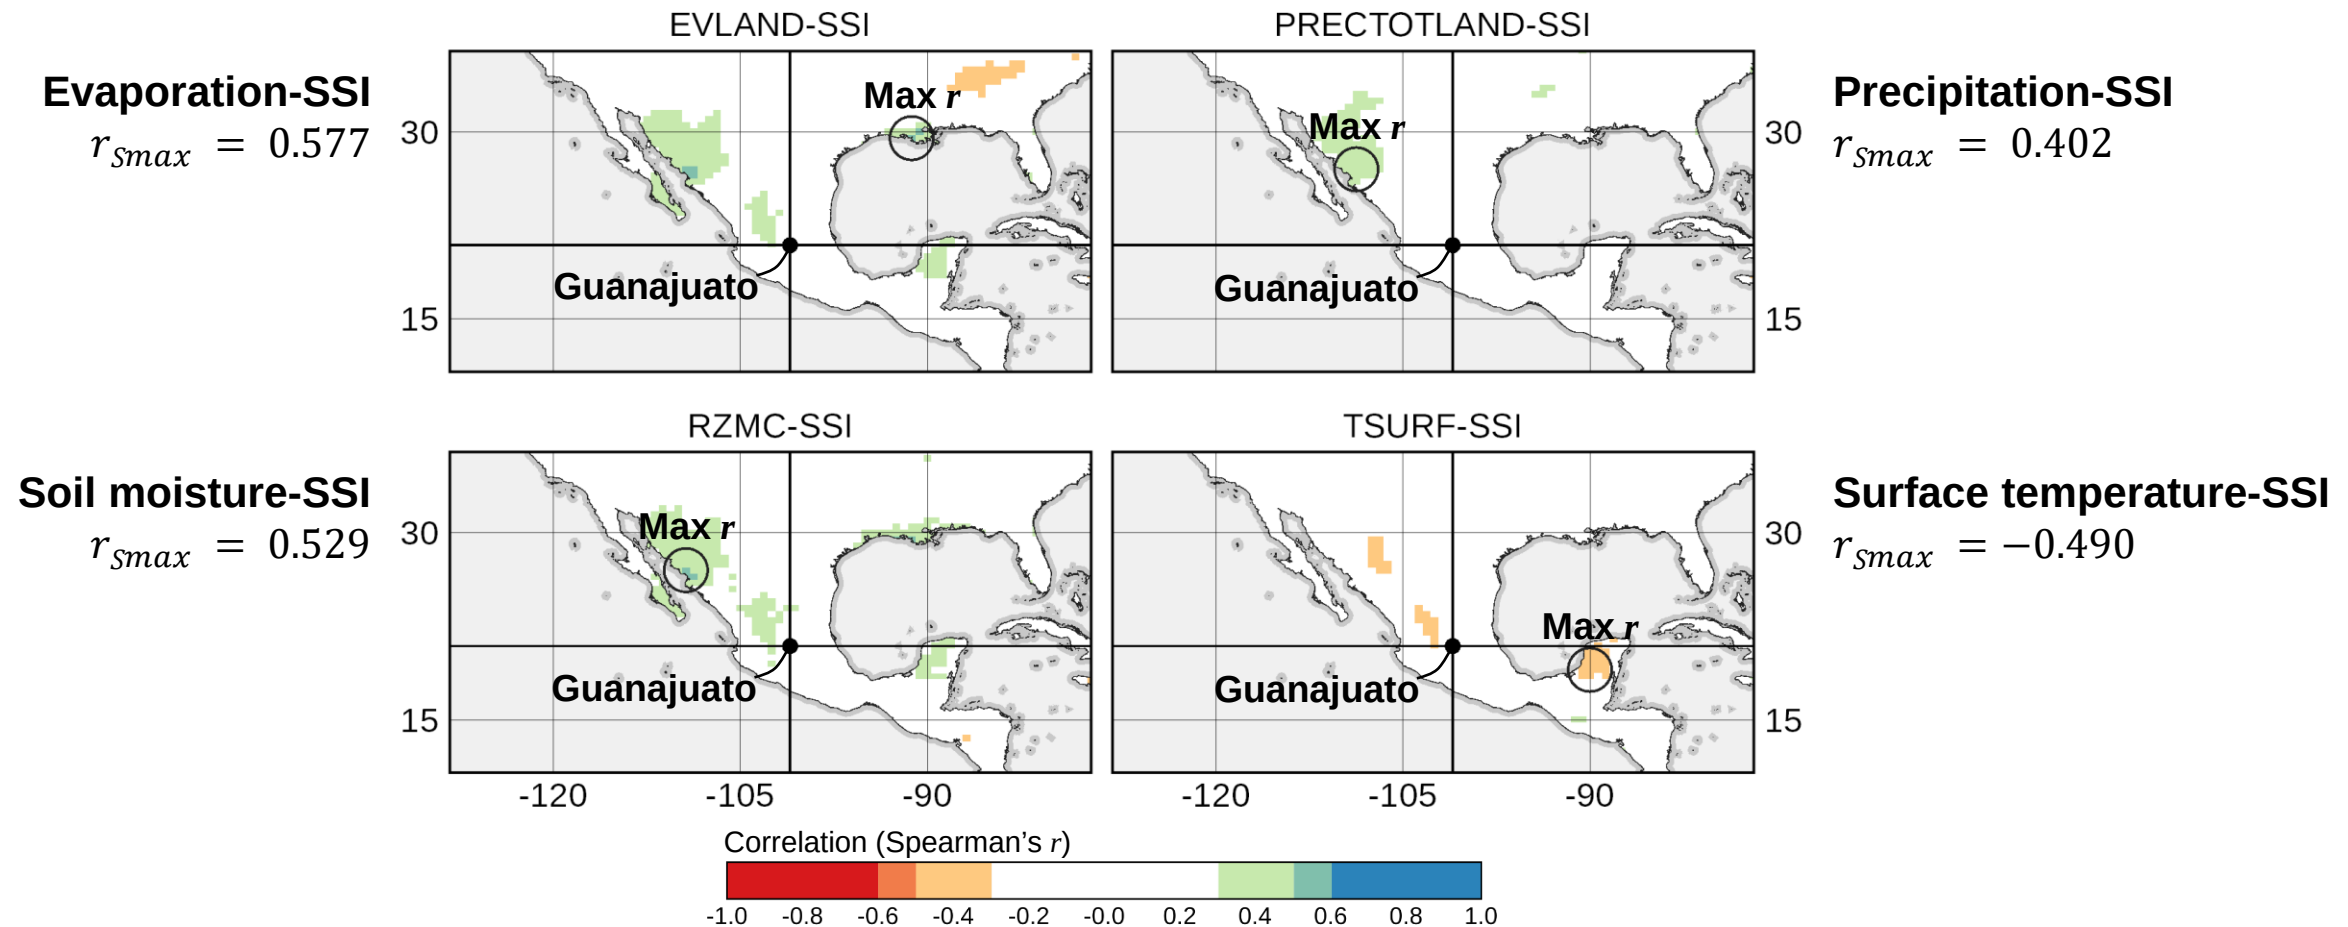 EVLAND-SSI
PRECTOTLAND-SSI
Evaporation-SSI
r_Smax = 0.577
Precipitation-SSI
r_Smax = 0.402
Max r
Guanajuato
30
15
Max r
Guanajuato
30
15
RZMC-SSI
TSURF-SSI
Soil moisture-SSI
r_Smax = 0.529
Surface temperature-SSI
r_Smax = −0.490
Max r
Guanajuato
30
15
-120 -105 -90
Max r
Guanajuato
30
15
-120 -105 -90
Correlation (Spearman’s r)
-1.0 -0.8 -0.6 -0.4 -0.2 -0.0 0.2 0.4 0.6 0.8 1.0